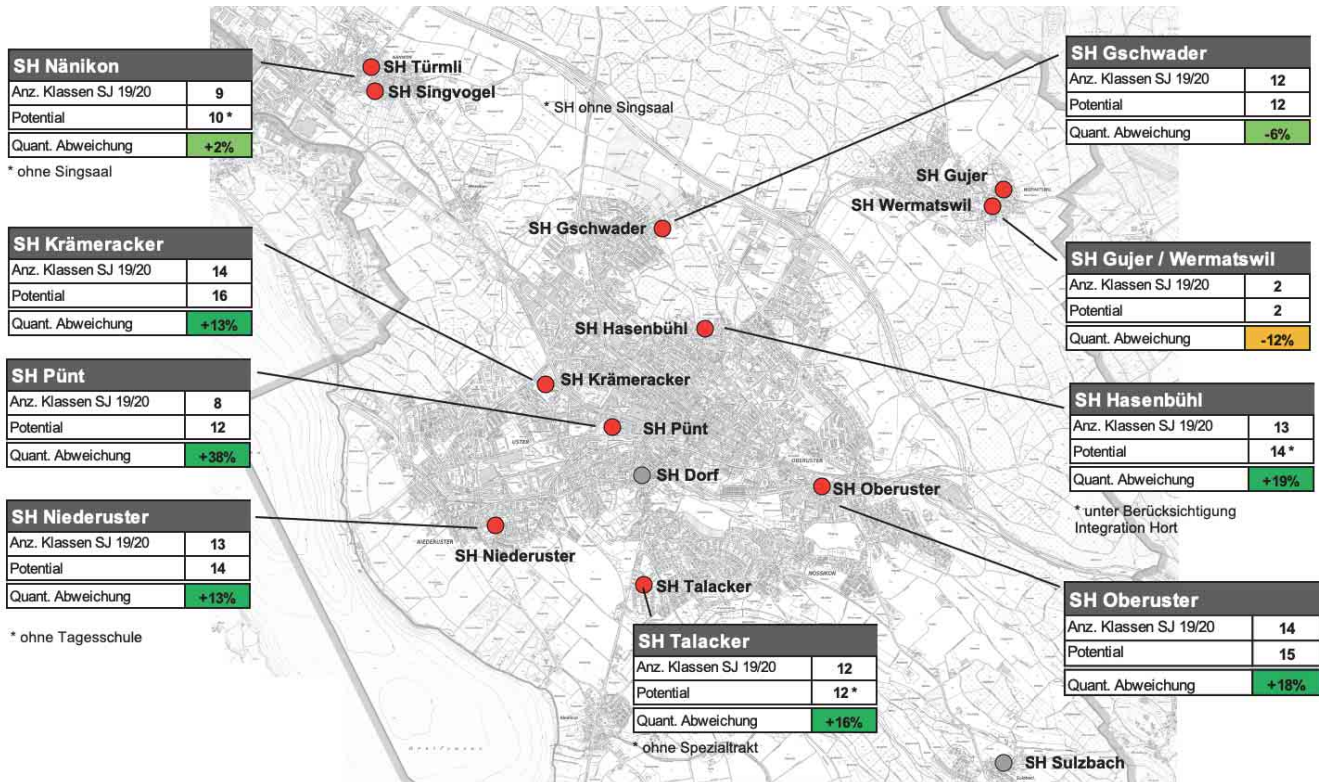 SH Nänikon
Anz. Klassen SJ 19/20 9
Potential 10 *
Quant. Abweichung +2%
* ohne Singsaal
SH Krämeracker
Anz. Klassen SJ 19/20 14
Potential 16
Quant. Abweichung +13%
SH Pünt
Anz. Klassen SJ 19/20 8
Potential 12
Quant. Abweichung +38%
SH Niederuster
Anz. Klassen SJ 19/20 13
Potential 14
Quant. Abweichung +13%
* ohne Tagesschule
SH Türmli
SH Singvogel
* SH ohne Singsaal
SH Gschwader
SH Gujer
SH Wermatswil
SH Hasenbühl
SH Krämeracker
SH Pünt
USTER
OBERUSTER
SH Dorf
SH Oberuster
NIEDERUSTER
SH Niederuster
NOSSIKON
SH Talacker
SH Talacker
Anz. Klassen SJ 19/20 12
Potential 12 *
Quant. Abweichung +16%
* ohne Spezialtrakt
SH Sulzbach
SH Gschwader
Anz. Klassen SJ 19/20 12
Potential 12
Quant. Abweichung -6%
SH Gujer / Wermatswil
Anz. Klassen SJ 19/20 2
Potential 2
Quant. Abweichung -12%
SH Hasenbühl
Anz. Klassen SJ 19/20 13
Potential 14 *
Quant. Abweichung +19%
* unter Berücksichtigung
Integration Hort
SH Oberuster
Anz. Klassen SJ 19/20 14
Potential 15
Quant. Abweichung +18%